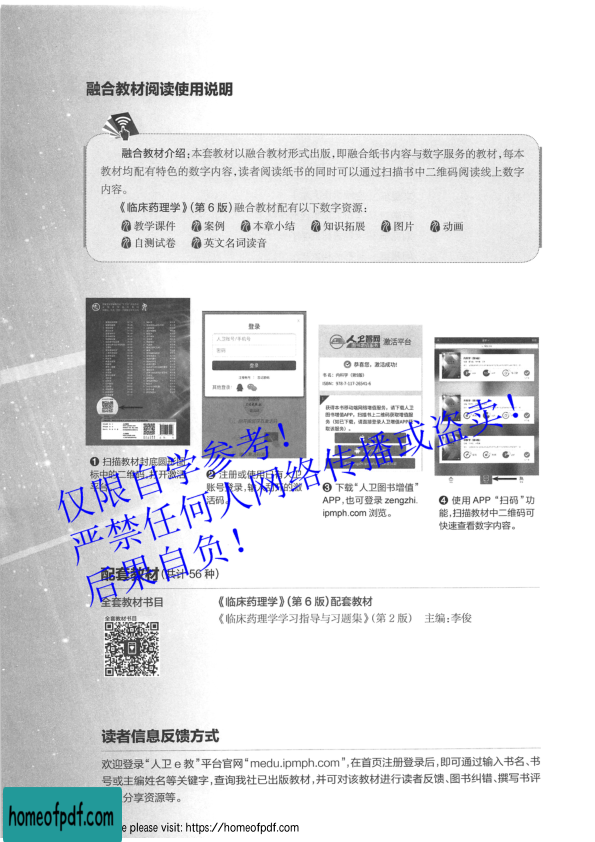 融合教材阅读使用说明
融合教材介绍:本套教材以融合教材形式出版,即融合纸书内容与数字服务的教材,每本
教材均配有特色的数字内容,读者阅读纸书的同时可以通过扫描书中二维码阅读线上数字
内容。
《临床药理学》(第 6 版)融合教材配有以下数字资源:
教学课件 案例 本章小结 知识拓展 图片 动画
自测试卷 英文名词读音
登录
人卫账号/手机号
密码
登录
其他登录:
人卫智网 激活平台
恭喜您,激活成功!
书名:内科学(第9版)
ISBN: 978-7-117-26541-6
获得本书移动端网络增值服务,请下载人卫
❶ 扫描教材封底圆形图
标中的二维码,打开激活
❷ 注册或使用已有人卫
账号登录,输入刮开的激
活码。
❸ 下载“人卫图书增值”
APP,也可登录 zengzhi.
ipmph.com 浏览。
❹ 使用 APP “扫码”功
能,扫描教材中二维码可
快速查看数字内容。
仅限自学参考!
严禁任何人网络传播或盗卖!
后果自负!
配套教材(共计 56 种)
全套教材书目 《临床药理学》(第 6 版)配套教材
《临床药理学学习指导与习题集》(第 2 版) 主编:李俊
全套教材书目
读者信息反馈方式
欢迎登录“人卫 e 教”平台官网“medu.ipmph.com”,在首页注册登录后,即可通过输入书名、书
号或主编姓名等关键字,查询我社已出版教材,并可对该教材进行读者反馈、图书纠错、撰写书评
分享资源等。
homeofpdf.com
e please visit: https://homeofpdf.com